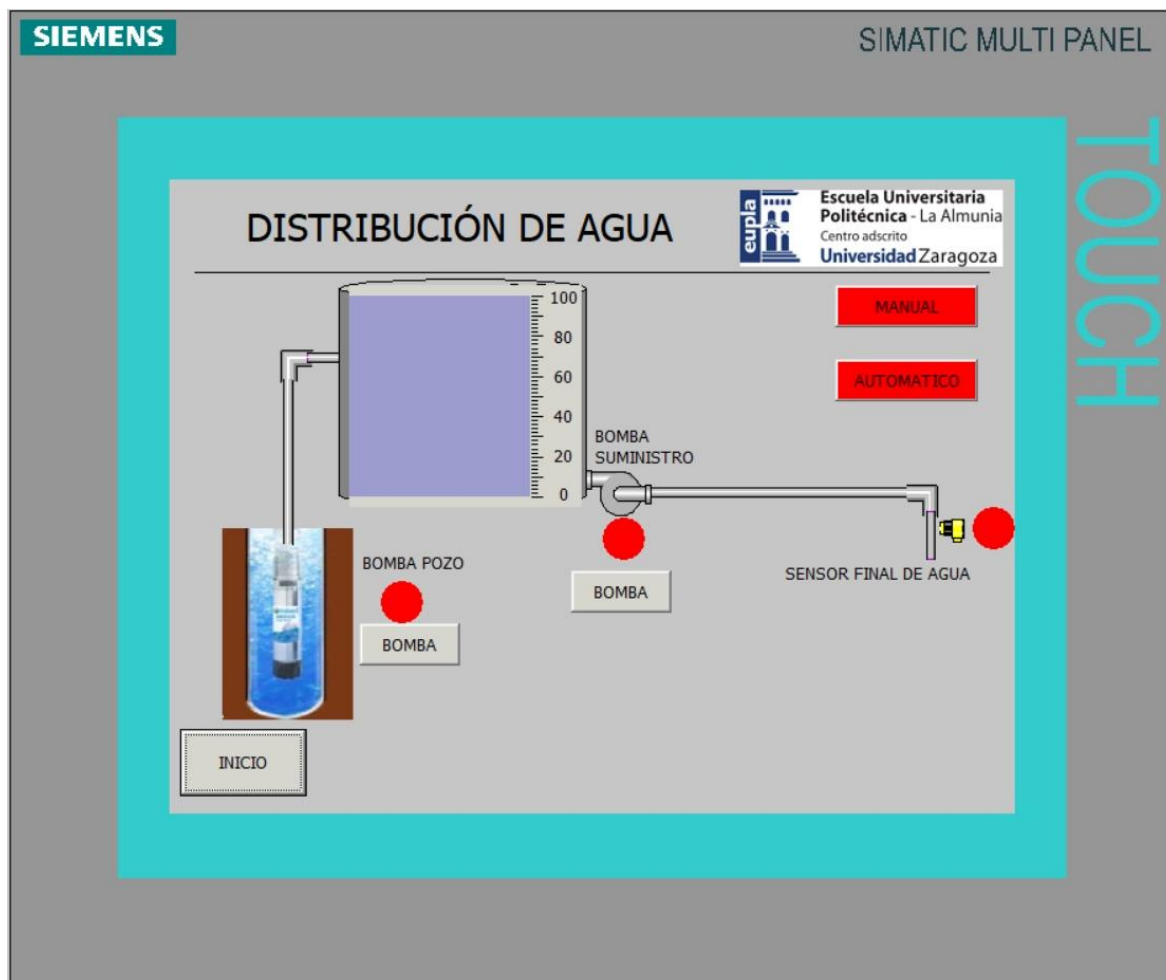 SIEMENS
SIMATIC MULTI PANEL
TOUCH
DISTRIBUCIÓN DE AGUA
eupla
Escuela Universitaria
Politécnica - La Almunia
Centro adscrito
Universidad Zaragoza
MANUAL
AUTOMATICO
100
80
60
40
20
0
BOMBA
SUMINISTRO
BOMBA
SENSOR FINAL DE AGUA
BOMBA POZO
BOMBA
INICIO